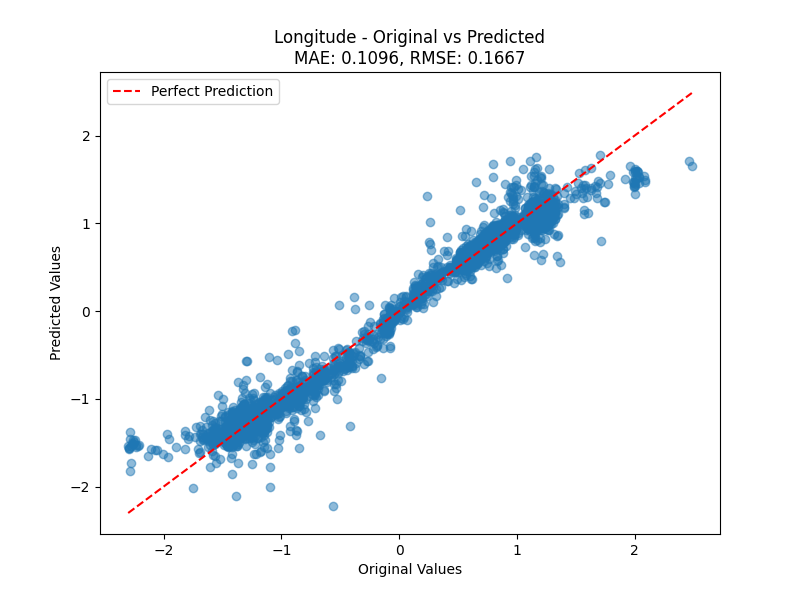 Longitude - Original vs Predicted
MAE: 0.1096, RMSE: 0.1667
Perfect Prediction
Predicted Values
2
1
0
−1
−2
−2 −1 0 1 2
Original Values